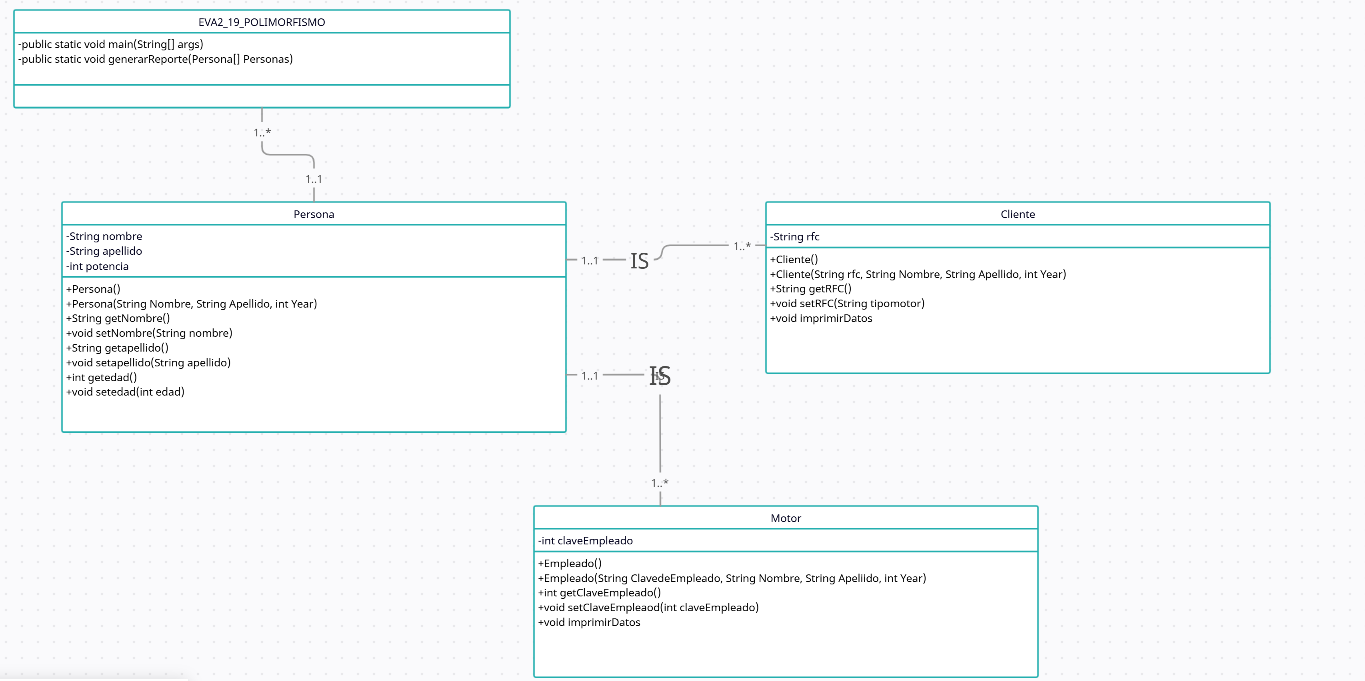 EVA2_19_POLIMORFISMO
-public static void main(String[] args)
-public static void generarReporte(Persona[] Personas)
1..*
1..1
Persona
-String nombre
-String apellido
-int potencia
+Persona()
+Persona(String Nombre, String Apellido, int Year)
+String getNombre()
+void setNombre(String nombre)
+String getapellido()
+void setapellido(String apellido)
+int getedad()
+void setedad(int edad)
1..1
IS
1..*
Cliente
-String rfc
+Cliente()
+Cliente(String rfc, String Nombre, String Apellido, int Year)
+String getRFC()
+void setRFC(String tipomotor)
+void imprimirDatos
1..1
IS
1..*
Motor
-int claveEmpleado
+Empleado()
+Empleado(String ClavedeEmpleado, String Nombre, String Apeliido, int Year)
+int getClaveEmpleado()
+void setClaveEmpleaod(int claveEmpleado)
+void imprimirDatos